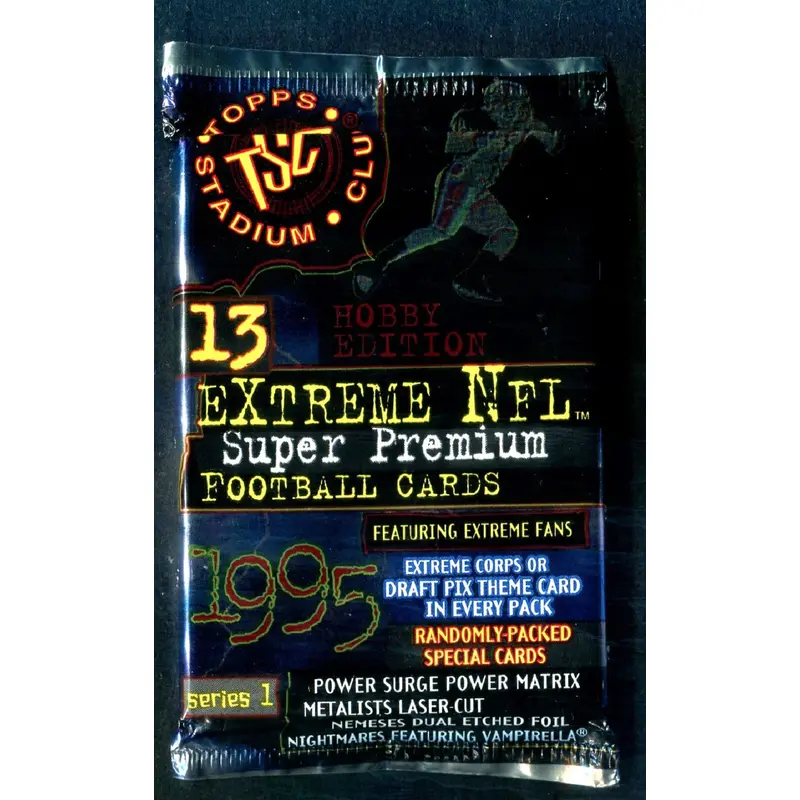 TOPPS
STADIUM CLU
TSC ®
13
HOBBY
EDITION
EXTREME NFL™
Super Premium
FOOTBALL CARDS
FEATURING EXTREME FANS
1995
EXTREME CORPS OR
DRAFT PIX THEME CARD
IN EVERY PACK
RANDOMLY-PACKED
SPECIAL CARDS
series 1
POWER SURGE POWER MATRIX
METALISTS LASER-CUT
NEMESES DUAL ETCHED FOIL
NIGHTMARES FEATURING VAMPIRELLA®